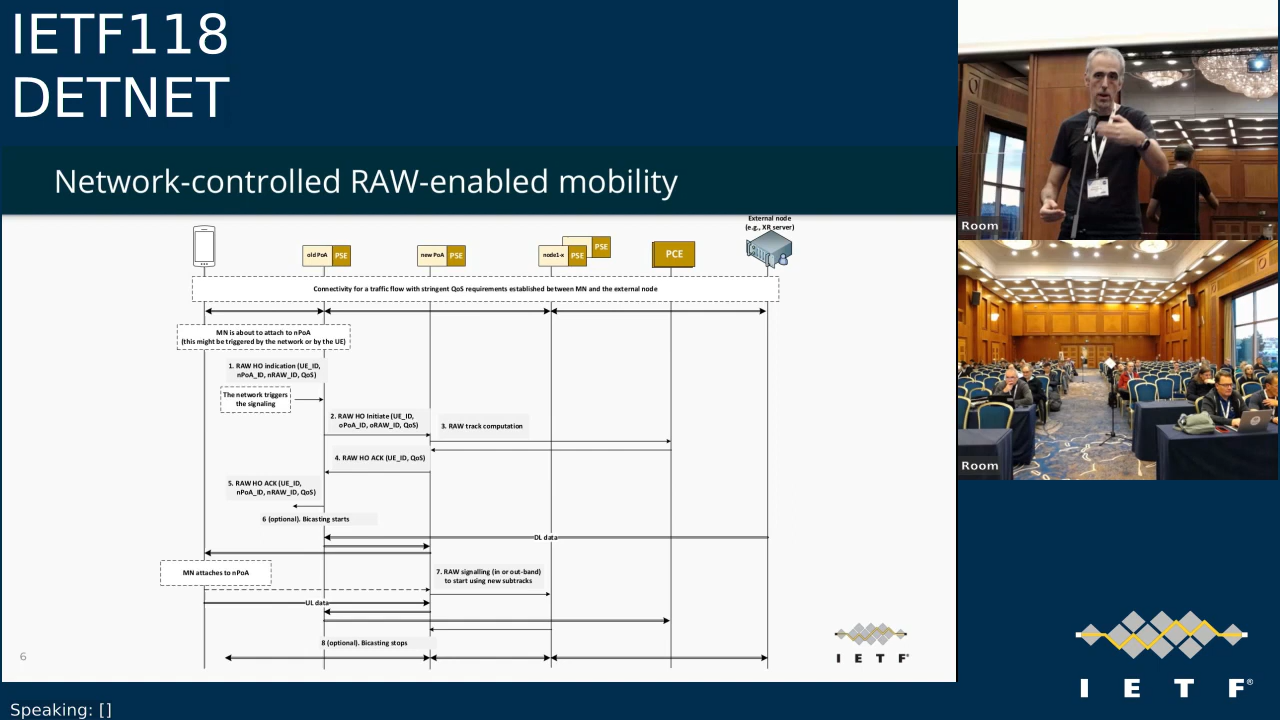 IETF118
DETNET
Network-controlled RAW-enabled mobility
External node
(e.g., XR server)
old PoA
PSE
new PoA
PSE
node1-x
PSE
PSE
PCE
Connectivity for a traffic flow with stringent QoS requirements established between MN and the external node
MN is about to attach to nPoA
(this might be triggered by the network or by the UE)
1. RAW HO indication (UE_ID,
nPoA_ID, nRAW_ID, QoS)
The network triggers
the signaling
2. RAW HO Initiate (UE_ID,
oPoA_ID, oRAW_ID, QoS)
3. RAW track computation
4. RAW HO ACK (UE_ID, QoS)
5. RAW HO ACK (UE_ID,
nPoA_ID, nRAW_ID, QoS)
6 (optional). Bicasting starts
DL data
MN attaches to nPoA
7. RAW signalling (in or out-band)
to start using new subtracks
UL data
8 (optional). Bicasting stops
6
I E T F®
Room
Room
I E T F®
Speaking: []